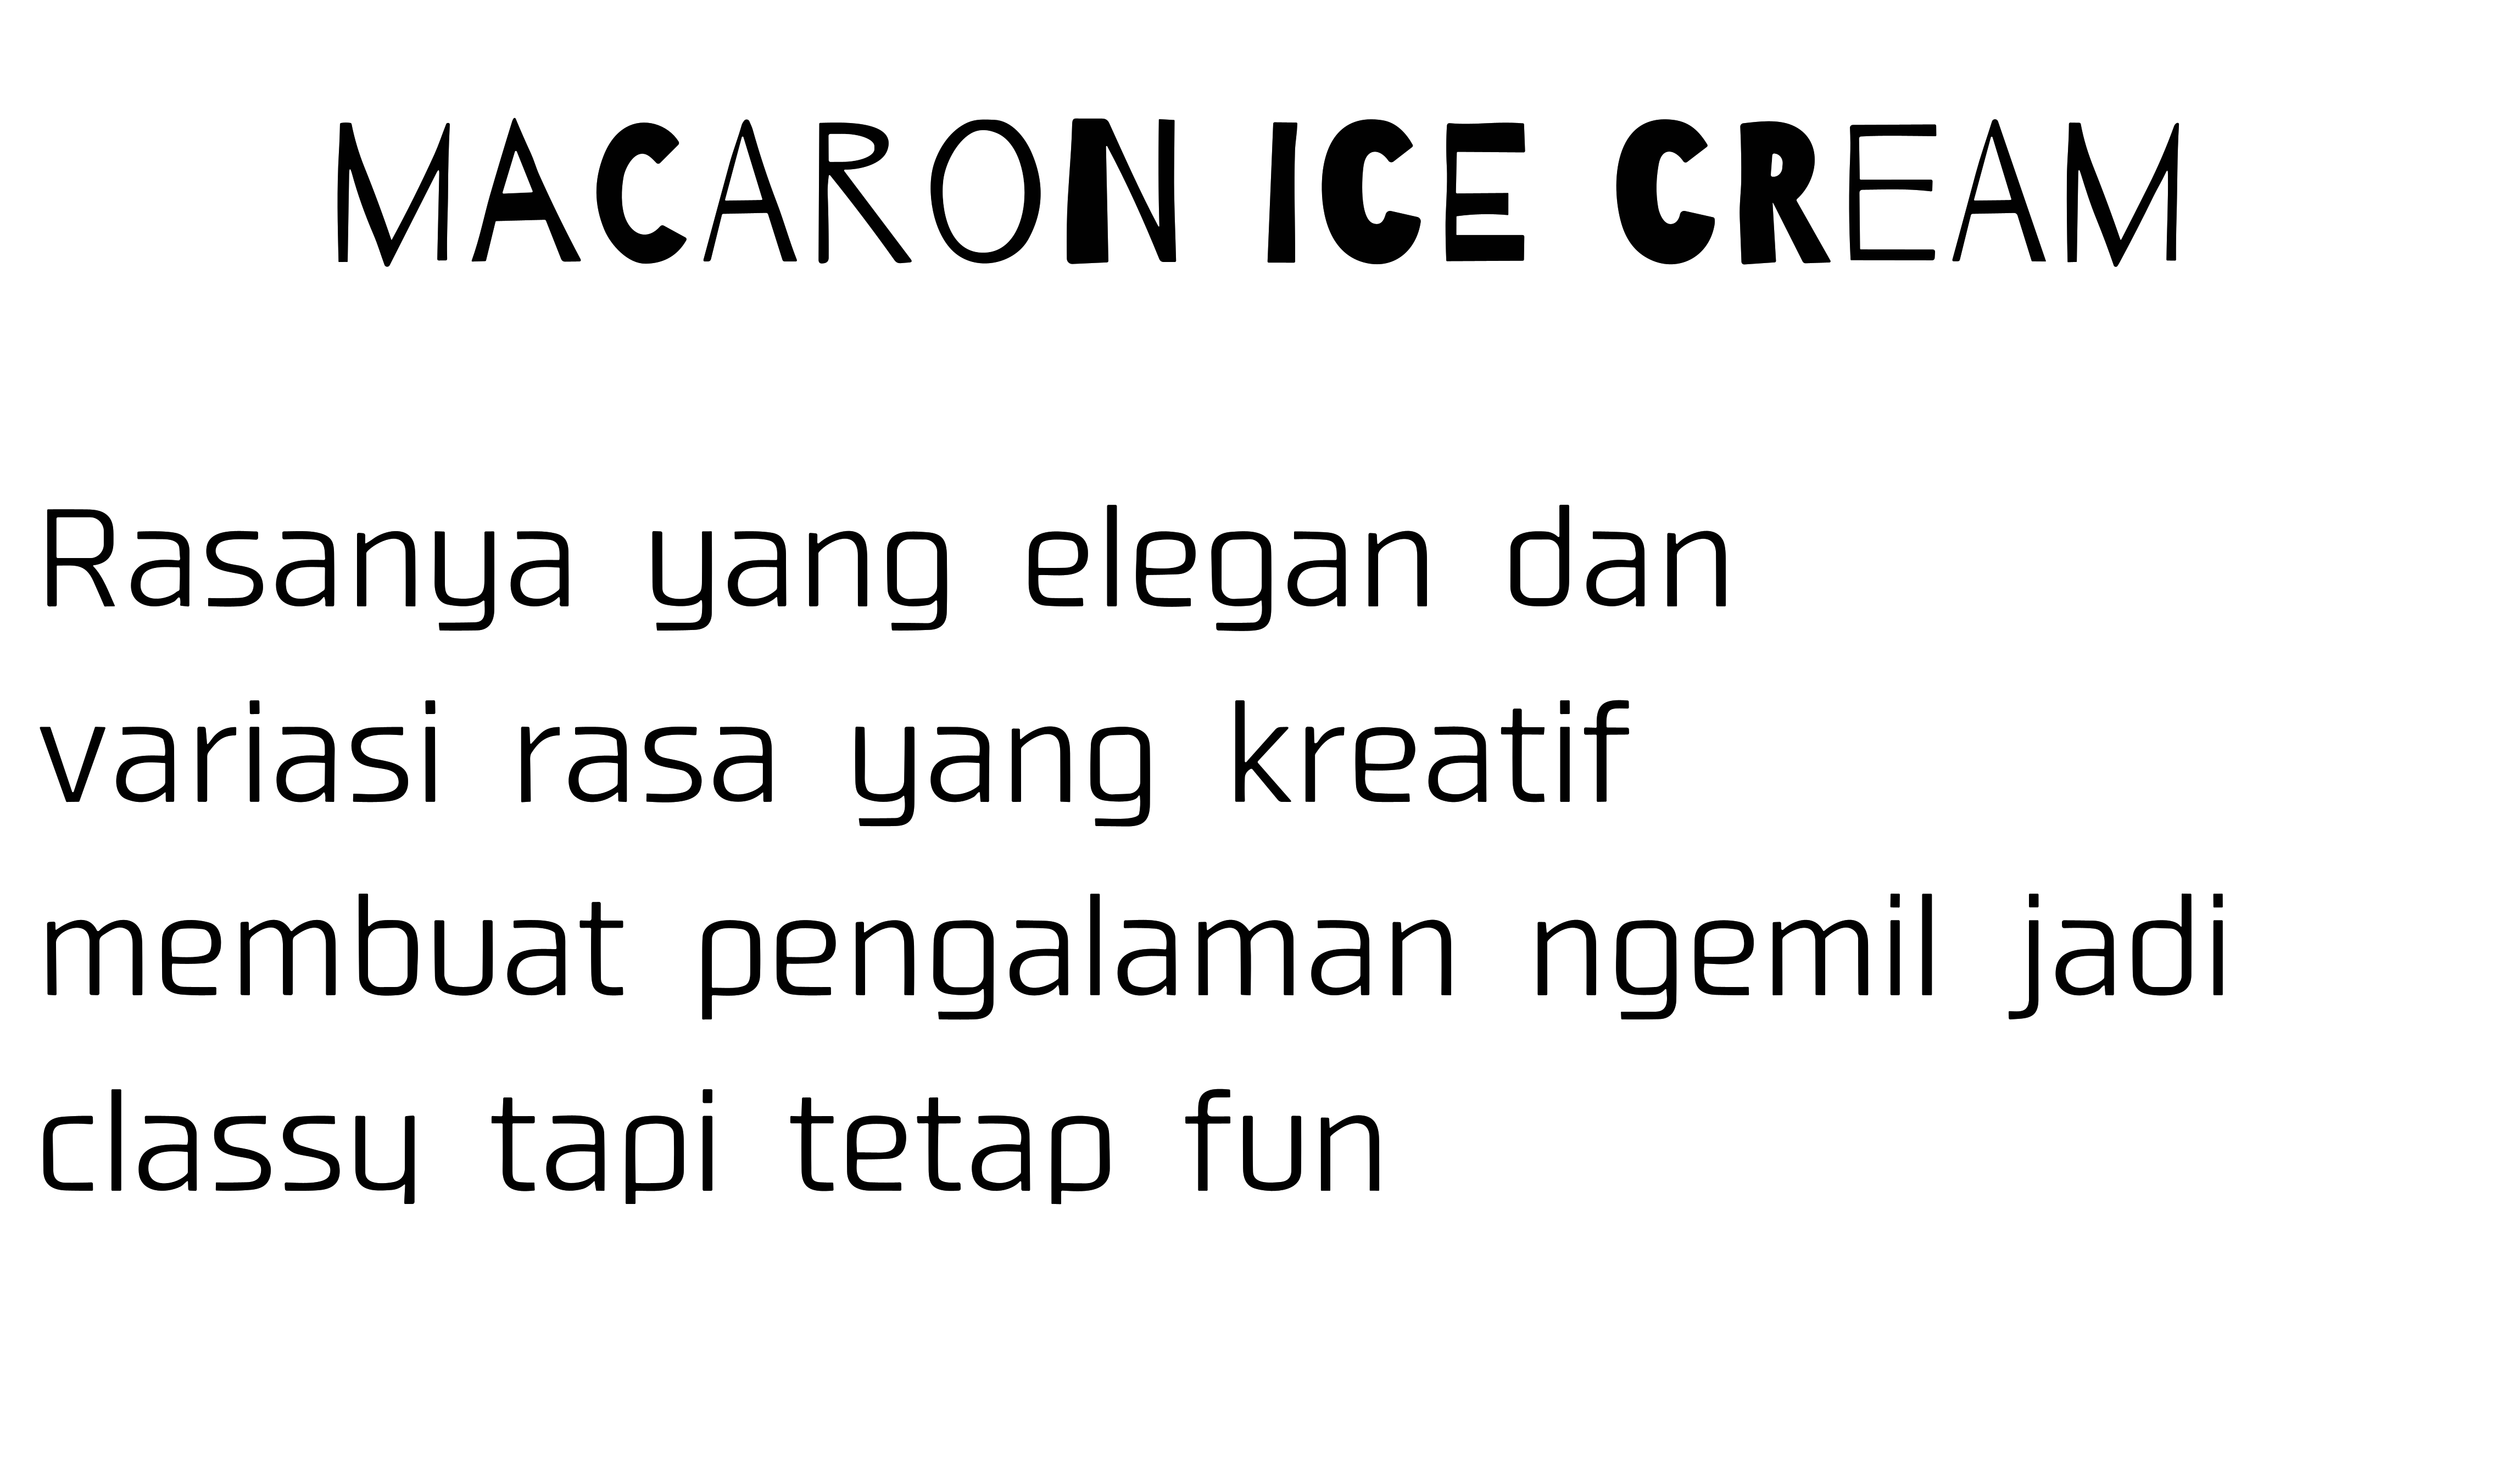 MACARON ICE CREAM
Rasanya yang elegan dan
variasi rasa yang kreatif
membuat pengalaman ngemil jadi
classy tapi tetap fun